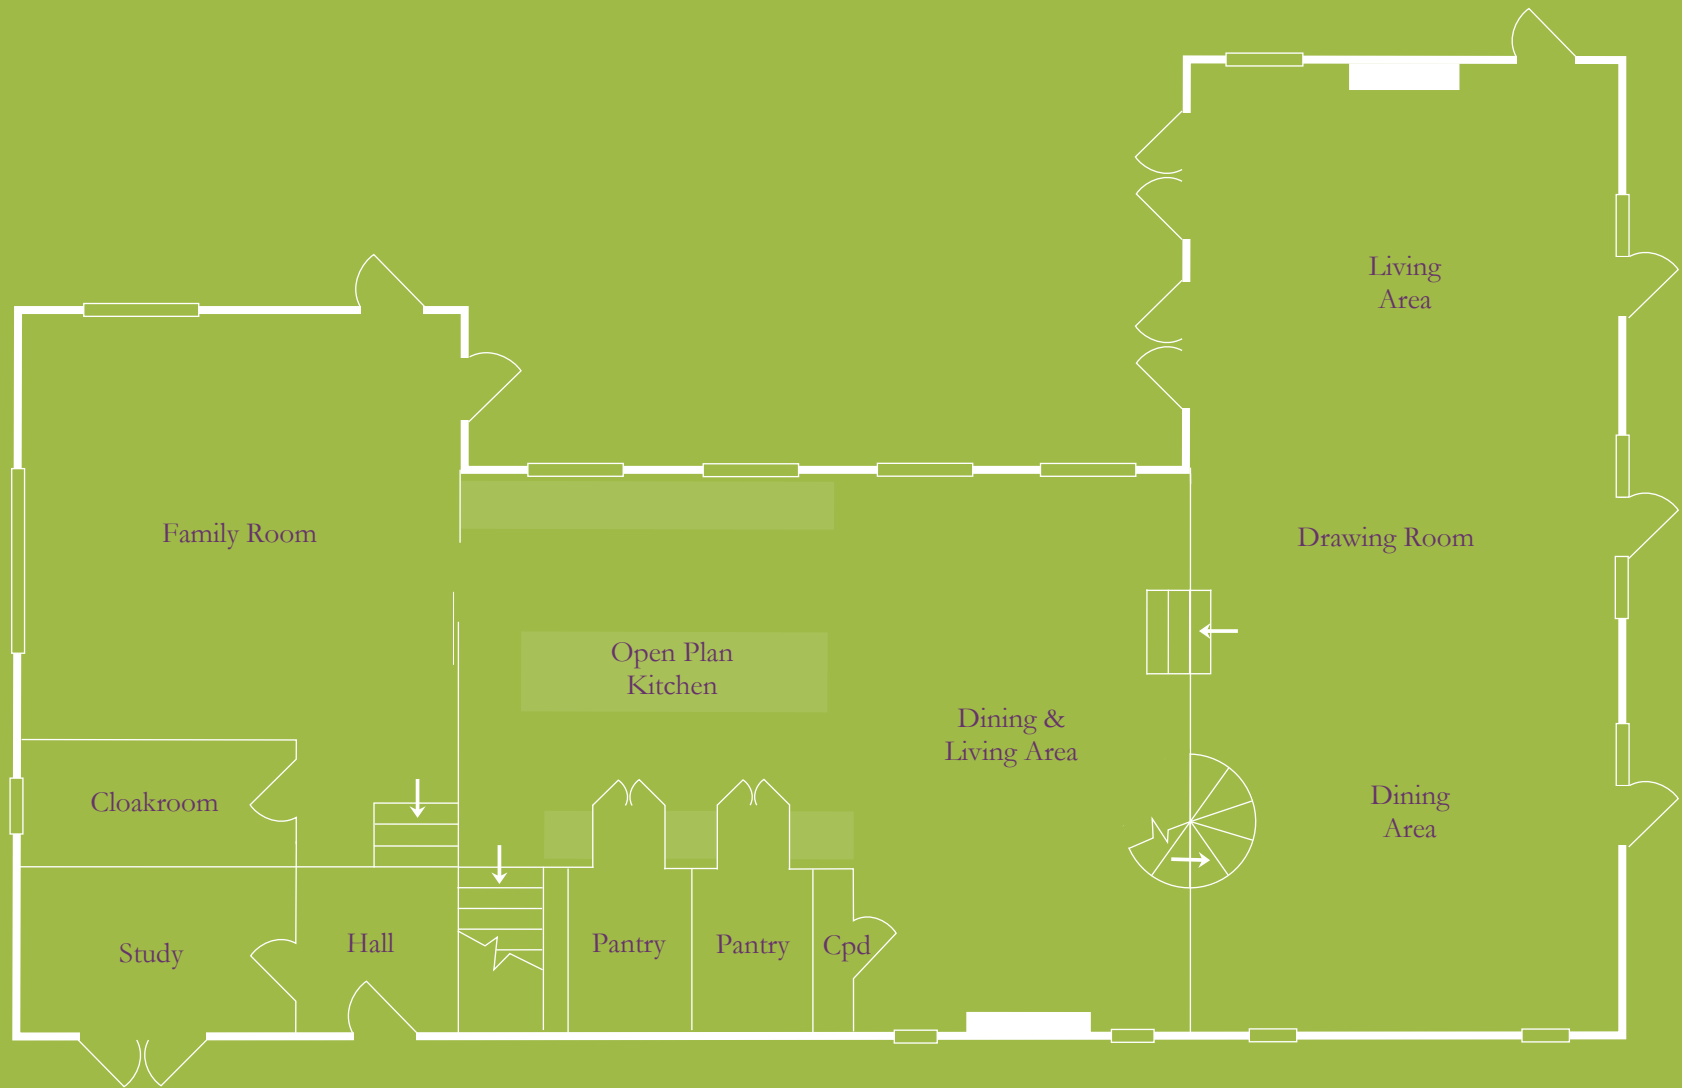 Living
Area
Family Room
Drawing Room
Open Plan
Kitchen
Dining &
Living Area
Cloakroom
Dining
Area
Study
Hall
Pantry
Pantry
Cpd